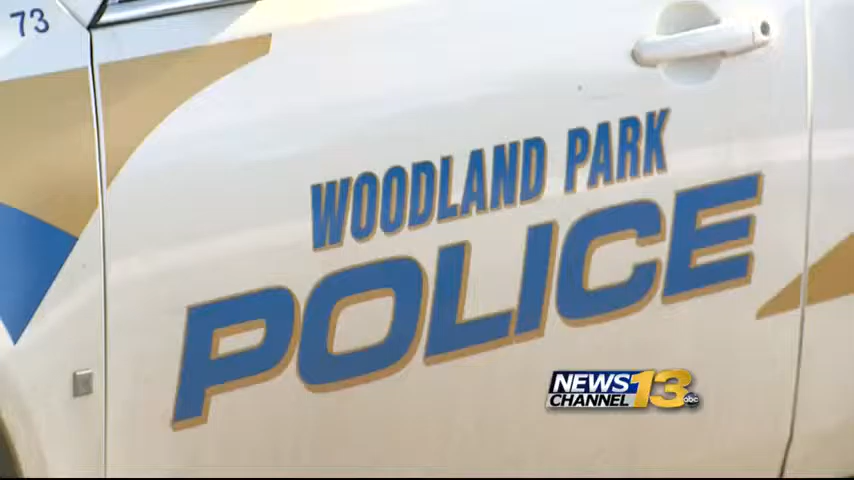 73
WOODLAND PARK
POLICE
NEWS 13
CHANNEL abc